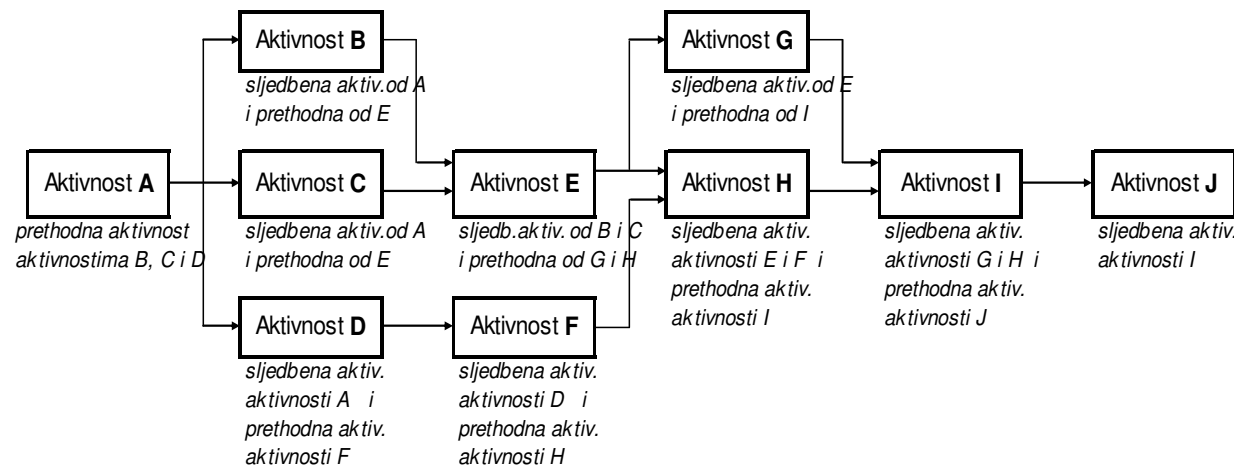 Aktivnost B
sljedbena aktiv.od A
i prethodna od E
Aktivnost G
sljedbena aktiv.od E
i prethodna od I
Aktivnost A
prethodna aktivnost
aktivnostima B, C i D
Aktivnost C
sljedbena aktiv.od A
i prethodna od E
Aktivnost E
sljedb.aktiv. od B i C
i prethodna od G i H
Aktivnost H
sljedbena aktiv.
aktivnosti E i F i
prethodna aktiv.
aktivnosti I
Aktivnost I
sljedbena aktiv.
aktivnosti G i H i
prethodna aktiv.
aktivnosti J
Aktivnost J
sljedbena aktiv.
aktivnosti I
Aktivnost D
sljedbena aktiv.
aktivnosti A i
prethodna aktiv.
aktivnosti F
Aktivnost F
sljedbena aktiv.
aktivnosti D i
prethodna aktiv.
aktivnosti H